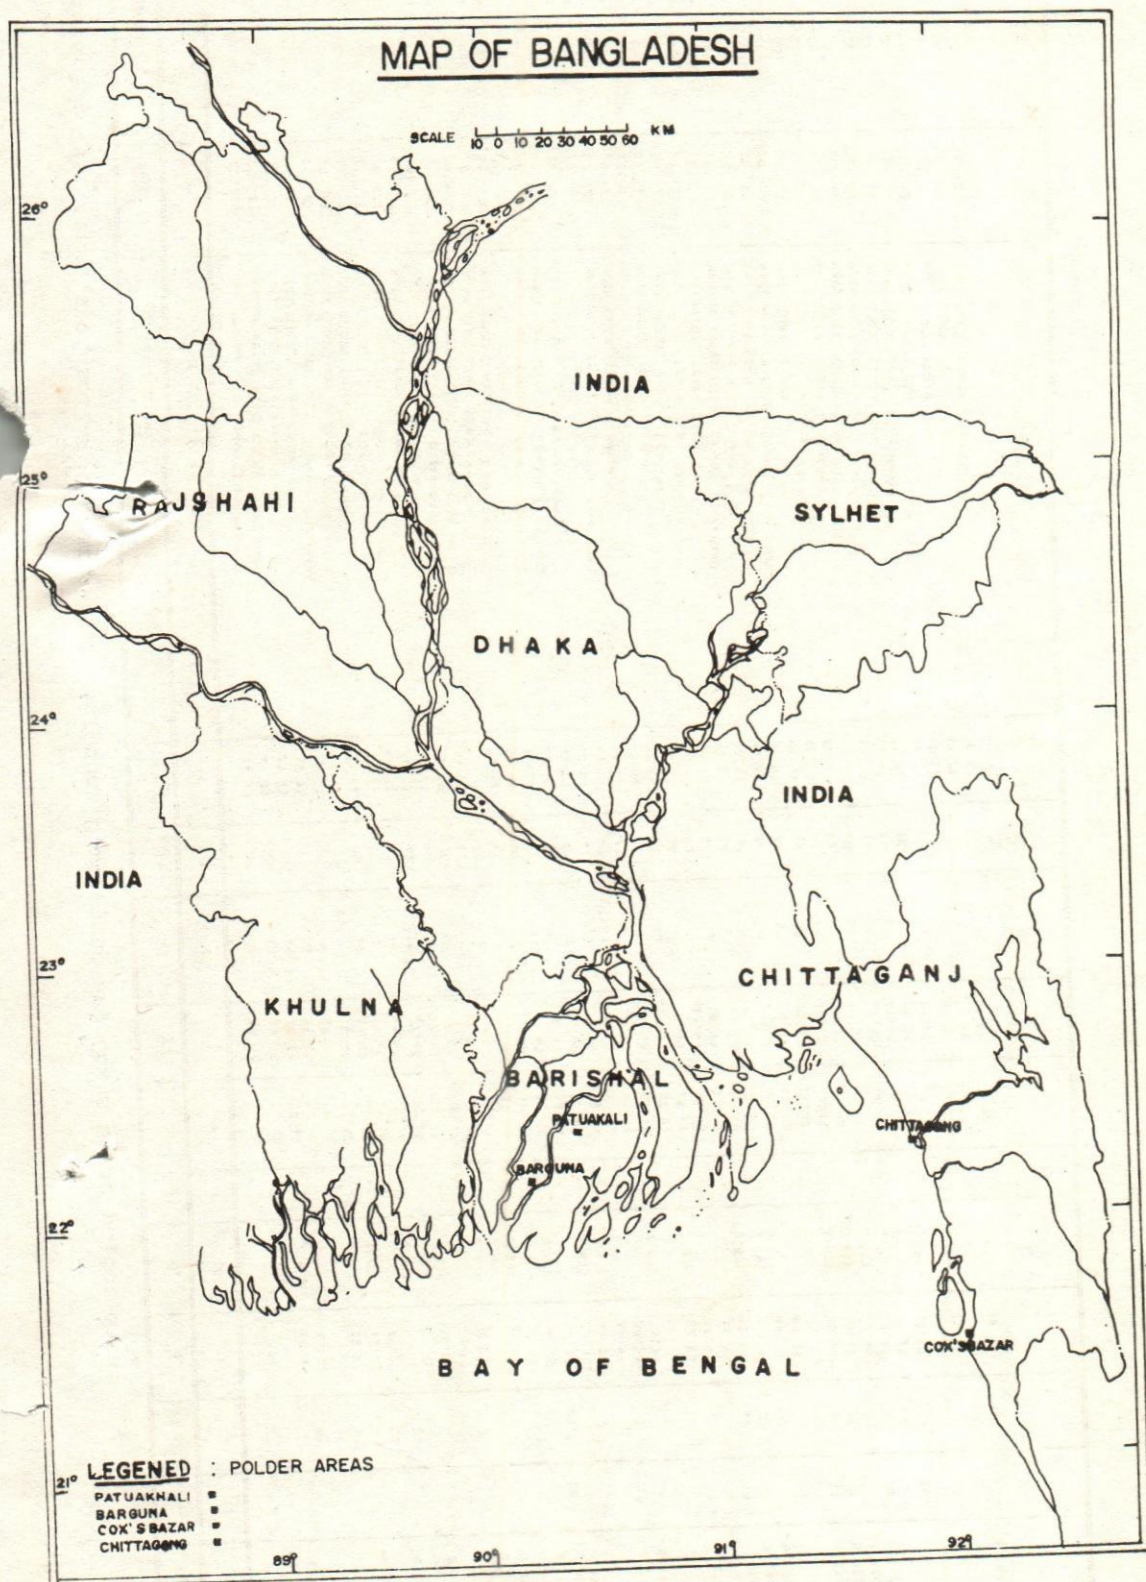 MAP OF BANGLADESH
SCALE 10 0 10 20 30 40 50 60 KM
26°
INDIA
25°
RAJSHAHI
SYLHET
DHAKA
24°
INDIA
INDIA
23°
CHITTAGANJ
KHULNA
BARISHAL
PATUAKALI
CHITTAGONG
BARGUNA
22°
COX'SBAZAR
BAY OF BENGAL
LEGENED : POLDER AREAS
21°
PATUAKHALI
BARGUNA
COX'SBAZAR
CHITTAGONG
89° 90° 91° 92°